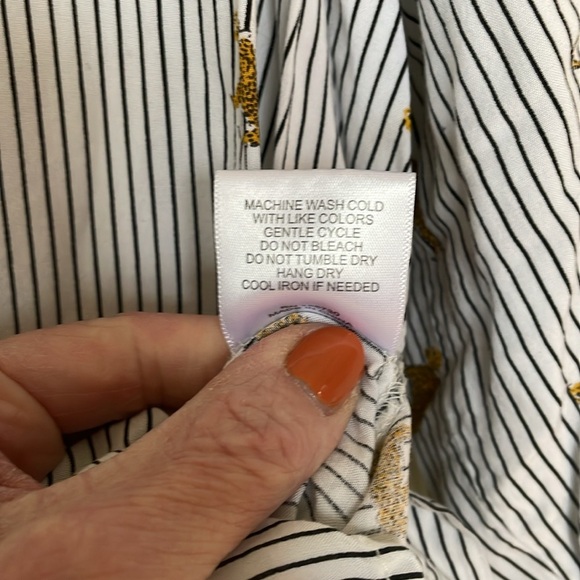 MACHINE WASH COLD
WITH LIKE COLORS
GENTLE CYCLE
DO NOT BLEACH
DO NOT TUMBLE DRY
HANG DRY
COOL IRON IF NEEDED